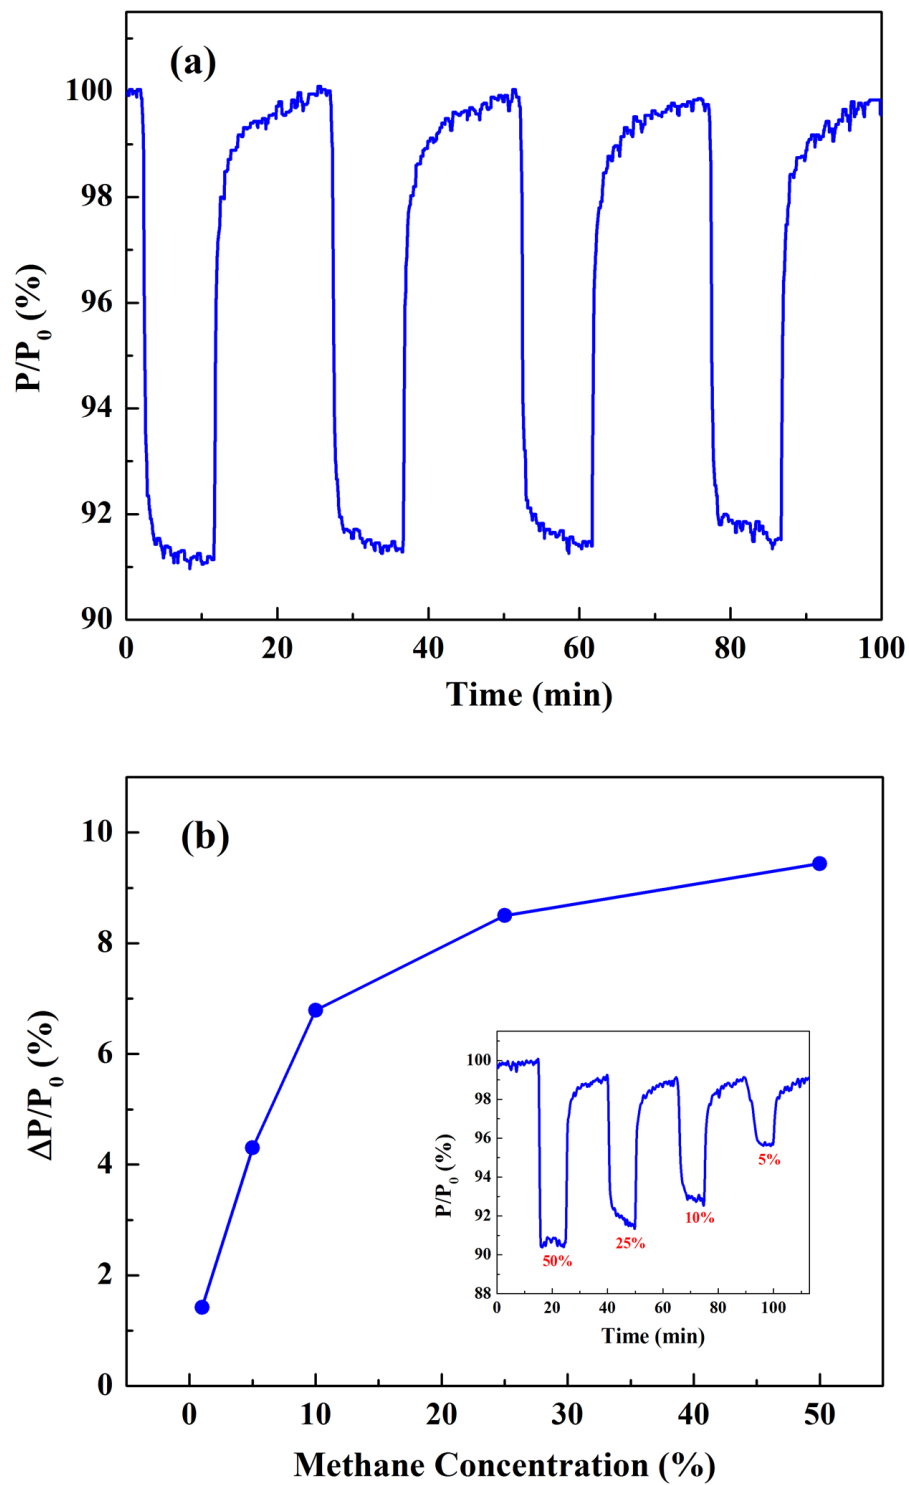 (a)
100
98
96
94
92
90
P/P0 (%)
0 20 40 60 80 100
Time (min)
(b)
10
8
6
4
2
0
ΔP/P0 (%)
100
98
96
94
92
90
88
P/P0 (%)
5%
10%
25%
50%
0 20 40 60 80 100
Time (min)
0 10 20 30 40 50
Methane Concentration (%)